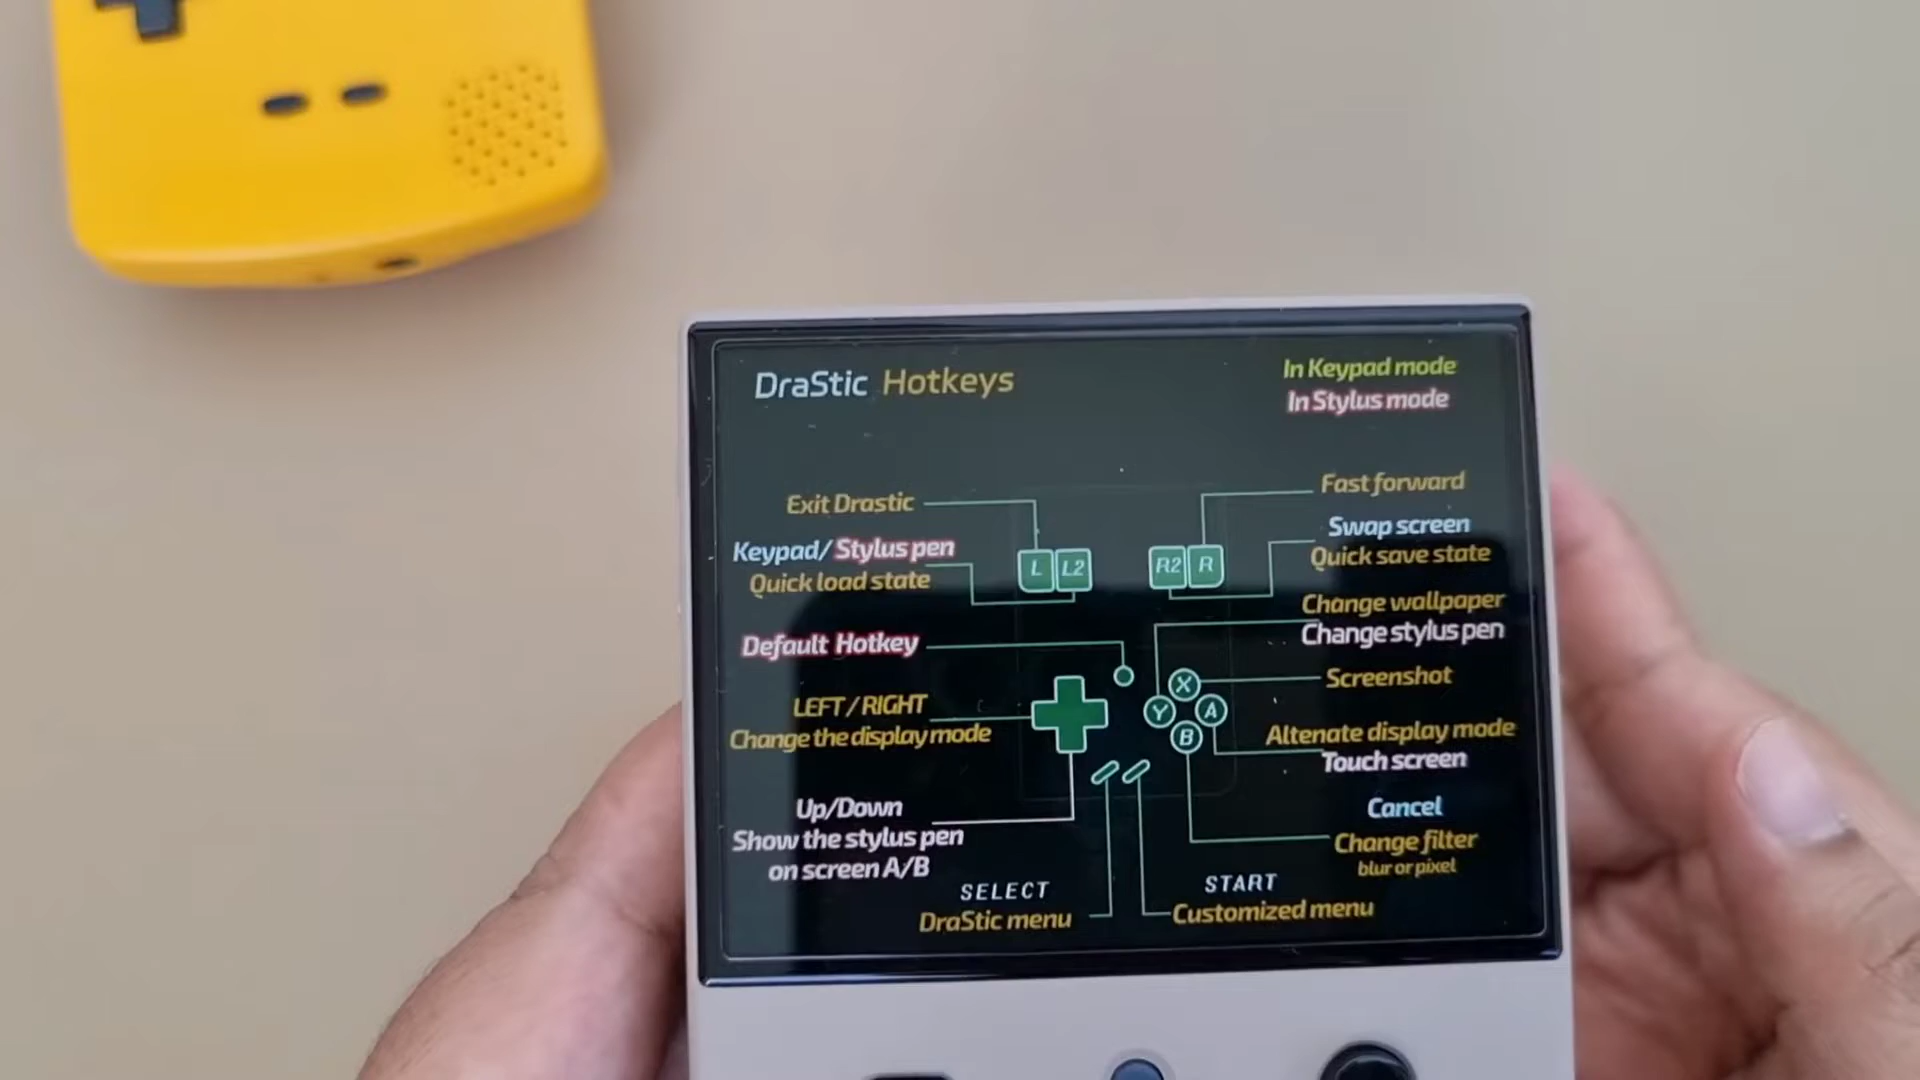 DraStic Hotkeys
In Keypad mode
In Stylus mode
Exit Drastic
Fast forward
Keypad/ Stylus pen
Quick load state
L
L2
R2
R
Swap screen
Quick save state
Change wallpaper
Change stylus pen
Default Hotkey
X
Y
A
B
Screenshot
LEFT / RIGHT
Change the display mode
Altenate display mode
Touch screen
Up/Down
Show the stylus pen
on screen A/B
Cancel
Change filter
blur or pixel
SELECT
DraStic menu
START
Customized menu